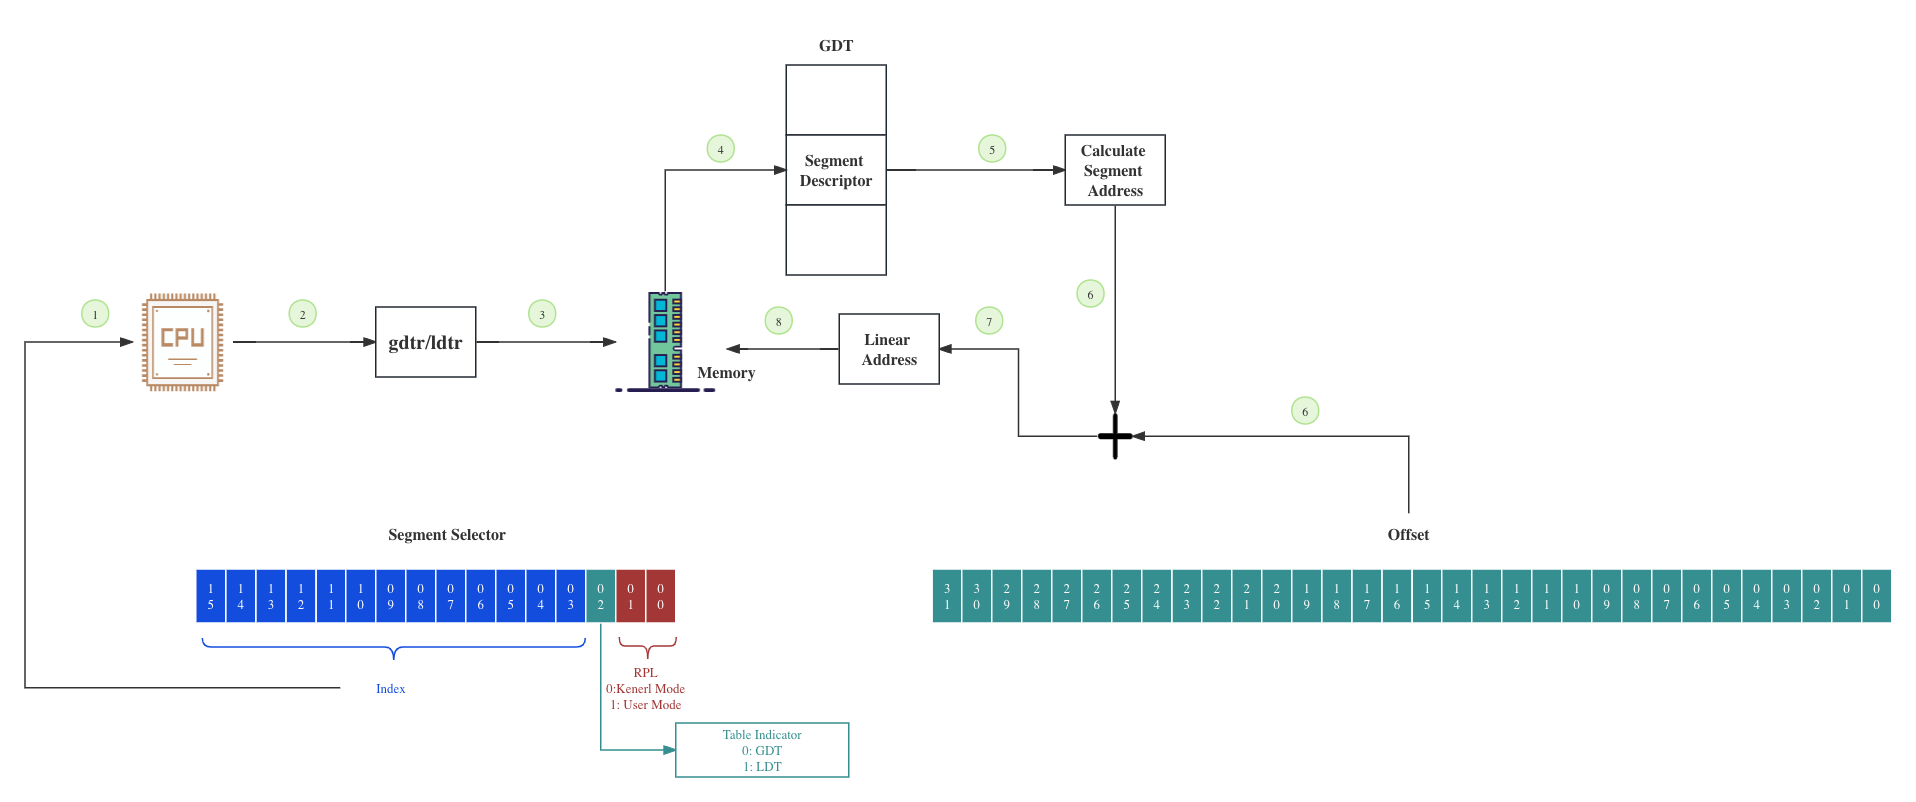 GDT
4
Segment
Descriptor
5
Calculate
Segment
Address
1
CPU
2
gdtr/ldtr
3
Memory
8
Linear
Address
7
6
6
Segment Selector
Offset
15 14 13 12 11 10 09 08 07 06 05 04 03 02 01 00
31 30 29 28 27 26 25 24 23 22 21 20 19 18 17 16 15 14 13 12 11 10 09 08 07 06 05 04 03 02 01 00
Index
RPL
0:Kenerl Mode
1: User Mode
Table Indicator
0: GDT
1: LDT